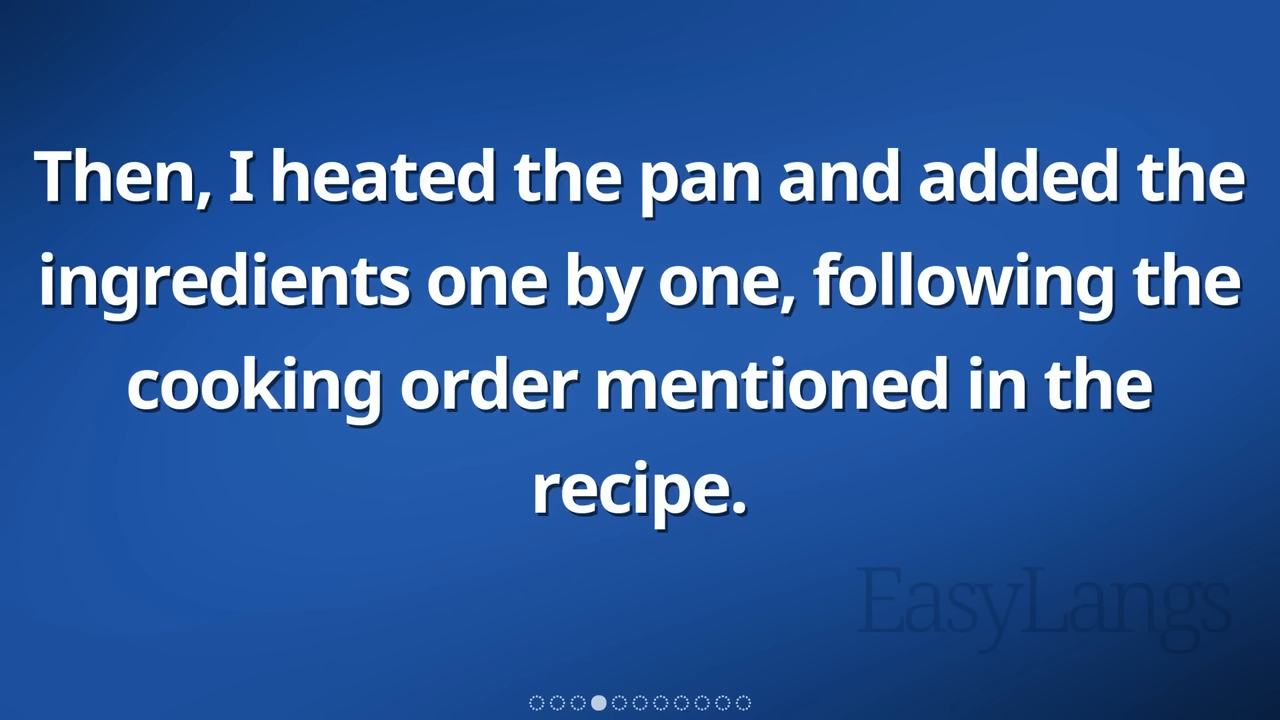 Then, I heated the pan and added the
ingredients one by one, following the
cooking order mentioned in the
recipe.
EasyLangs